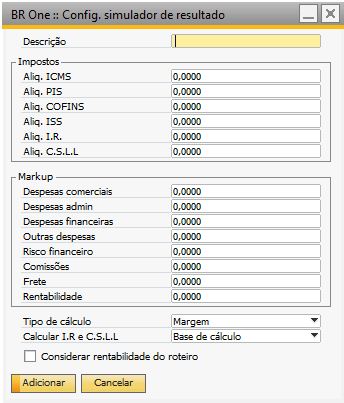 BR One :: Config. simulador de resultado
Descrição
Impostos
Aliq. ICMS 0,0000
Aliq. PIS 0,0000
Aliq. COFINS 0,0000
Aliq. ISS 0,0000
Aliq. I.R. 0,0000
Aliq. C.S.L.L 0,0000
Markup
Despesas comerciais 0,0000
Despesas admin 0,0000
Despesas financeiras 0,0000
Outras despesas 0,0000
Risco financeiro 0,0000
Comissões 0,0000
Frete 0,0000
Rentabilidade 0,0000
Tipo de cálculo Margem
Calcular I.R e C.S.L.L Base de cálculo
Considerar rentabilidade do roteiro
Adicionar Cancelar